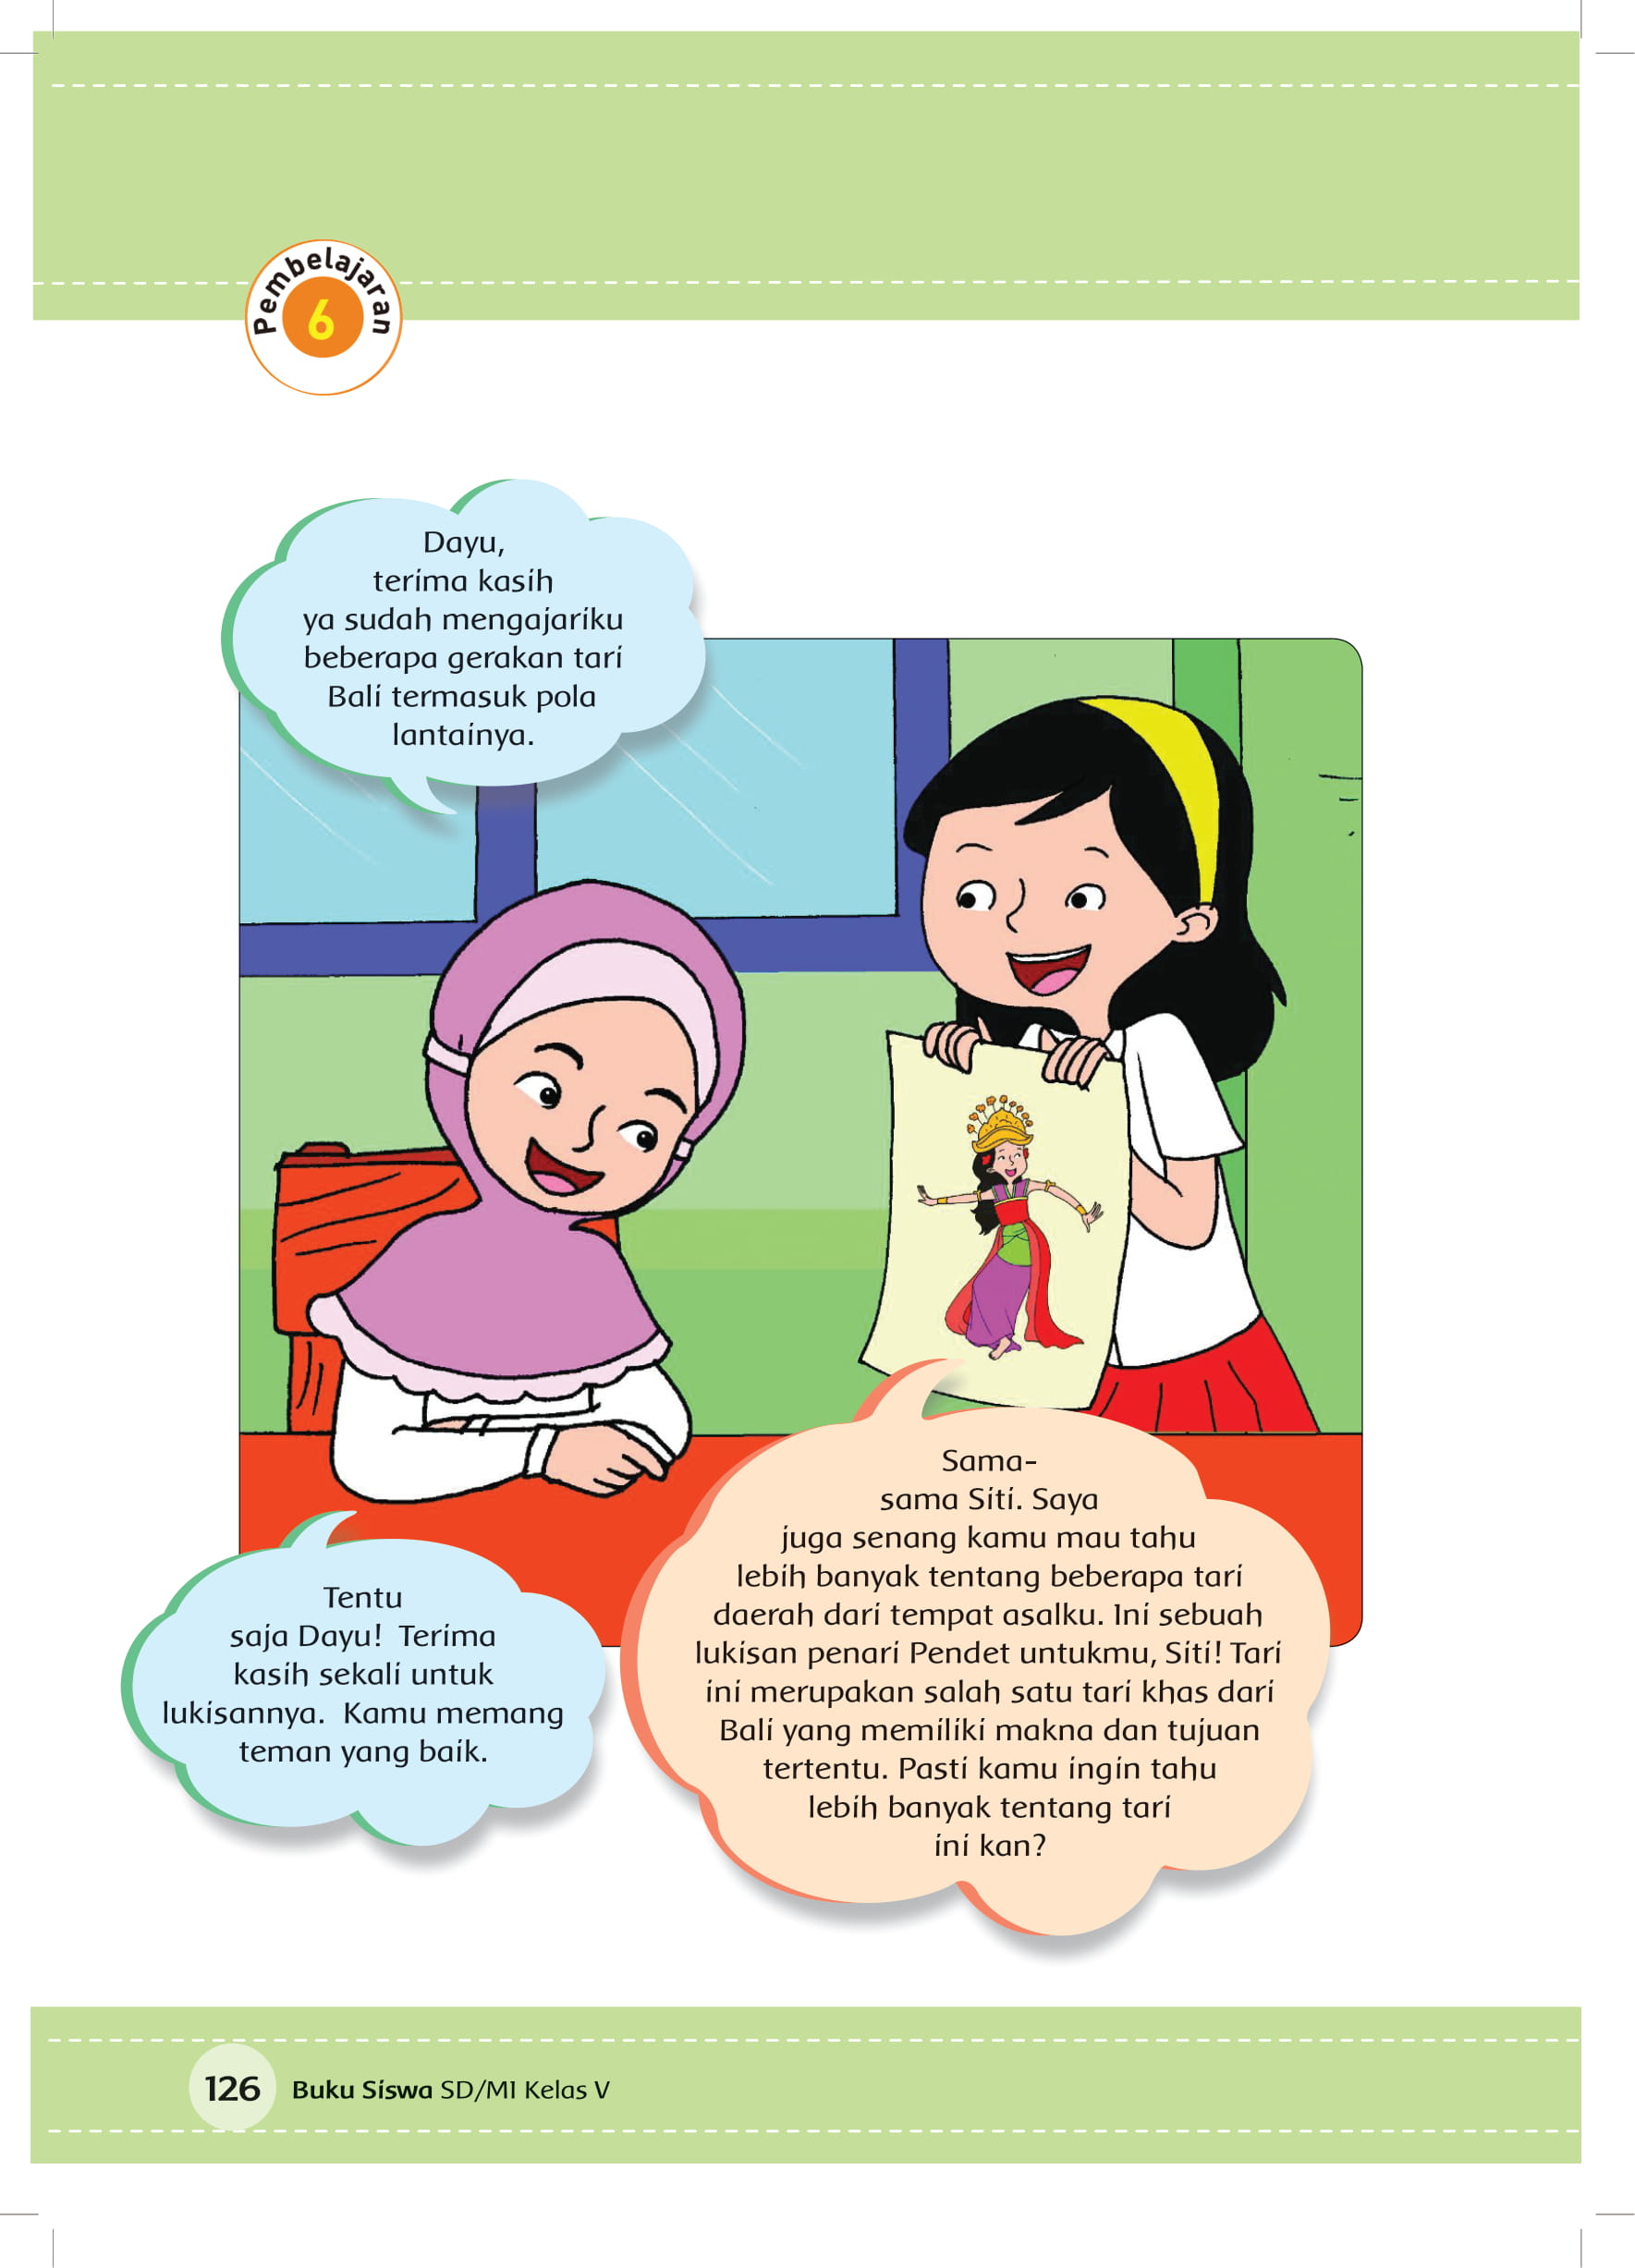 Pembelajaran
6
Dayu,
terima kasih
ya sudah mengajariku
beberapa gerakan tari
Bali termasuk pola
lantainya.
Sama-
sama Siti. Saya
juga senang kamu mau tahu
lebih banyak tentang beberapa tari
daerah dari tempat asalku. Ini sebuah
lukisan penari Pendet untukmu, Siti! Tari
ini merupakan salah satu tari khas dari
Bali yang memiliki makna dan tujuan
tertentu. Pasti kamu ingin tahu
lebih banyak tentang tari
ini kan?
Tentu
saja Dayu!  Terima
kasih sekali untuk
lukisannya.  Kamu memang
teman yang baik.
126 Buku Siswa SD/MI Kelas V